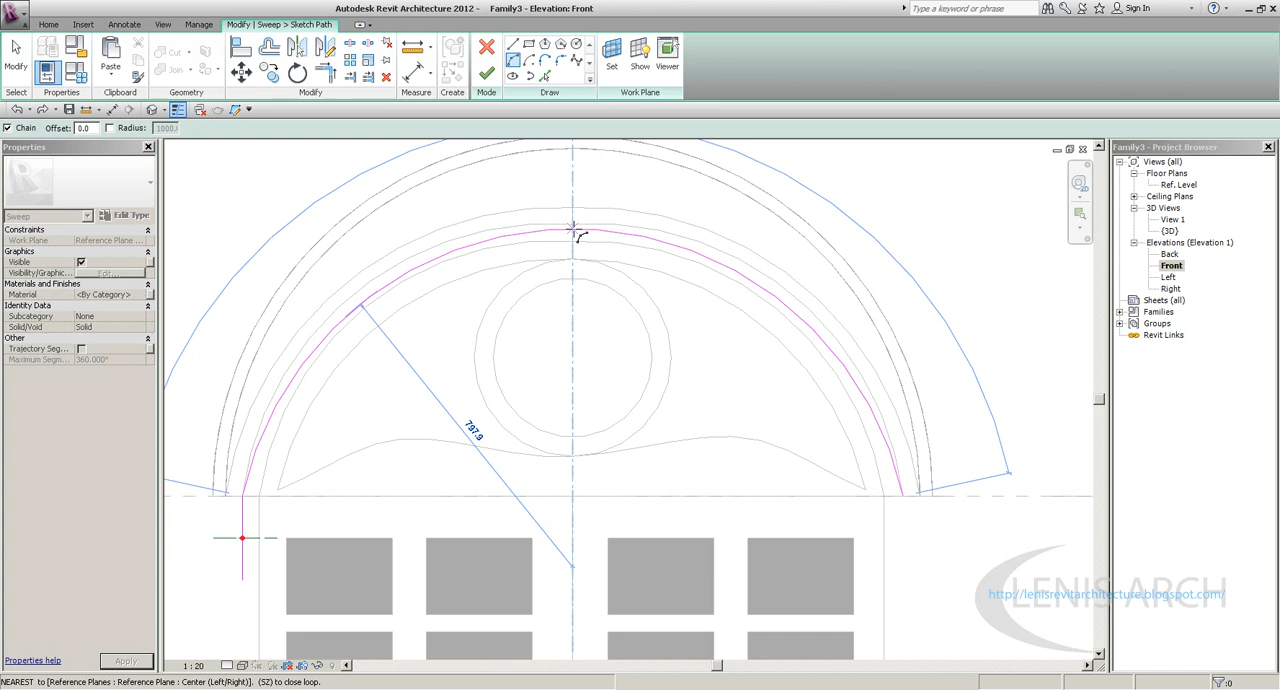 Autodesk Revit Architecture 2012 - Family3 - Elevation: Front
Type a keyword or phrase
Sign In
Home Insert Annotate View Manage Modify | Sweep > Sketch Path
Modify
Paste
Cut
Join
Set Show Viewer
Select Properties Clipboard Geometry Modify Measure Create Mode Draw Work Plane
Chain Offset: 0.0 Radius: 1000.
Properties
Sweep Edit Type
Constraints
Work Plane Reference Plane ...
Graphics
Visible
Visibility/Graphic... Edit...
Materials and Finishes
Material <By Category>
Identity Data
Subcategory None
Solid/Void Solid
Other
Trajectory Seg...
Maximum Segm... 360.000°
Properties help Apply
797.9
Family3 - Project Browser
Views (all)
Floor Plans
Ref. Level
Ceiling Plans
3D Views
View 1
{3D}
Elevations (Elevation 1)
Back
Front
Left
Right
Sheets (all)
Families
Groups
Revit Links
LENIS ARCH
http://lenisrevitarchitecture.blogspot.com/
1 : 20
NEAREST to [Reference Planes : Reference Plane : Center (Left/Right)]. (SZ) to close loop.
:0